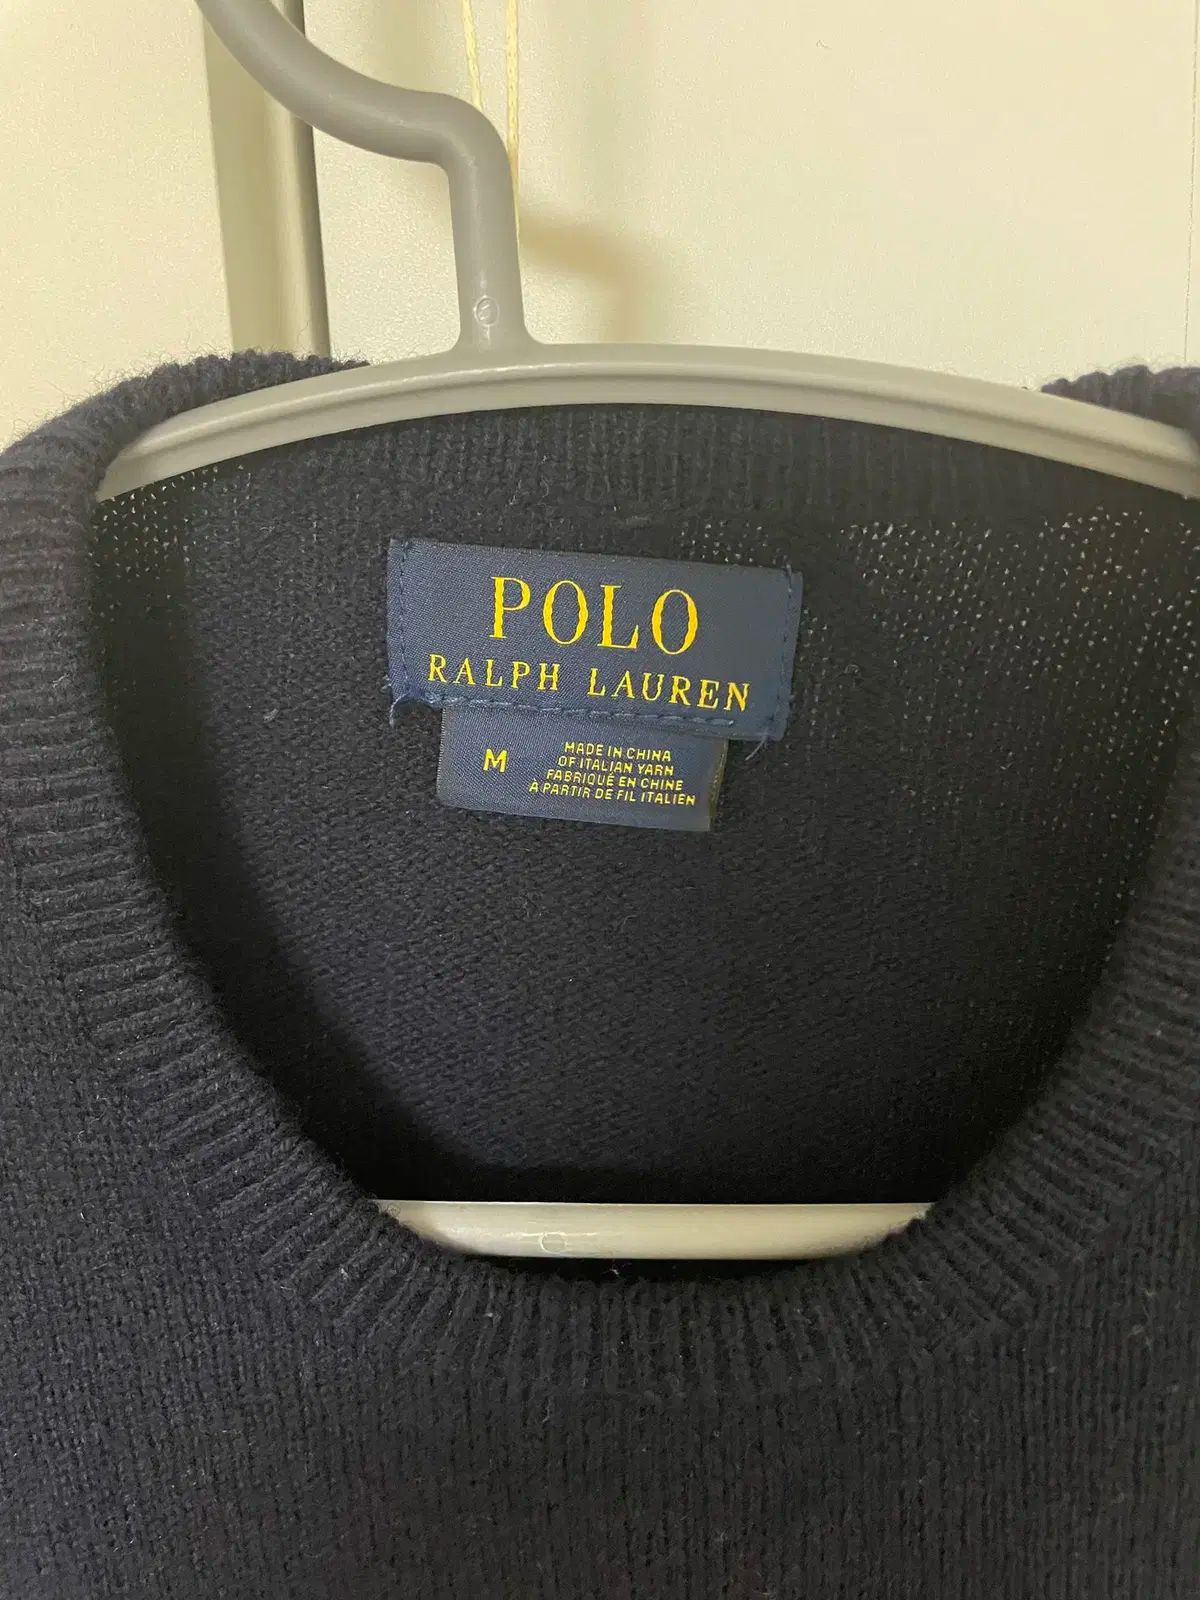 POLO
RALPH LAUREN
M
MADE IN CHINA
OF ITALIAN YARN
FABRIQUÉ EN CHINE
À PARTIR DE FIL ITALIEN